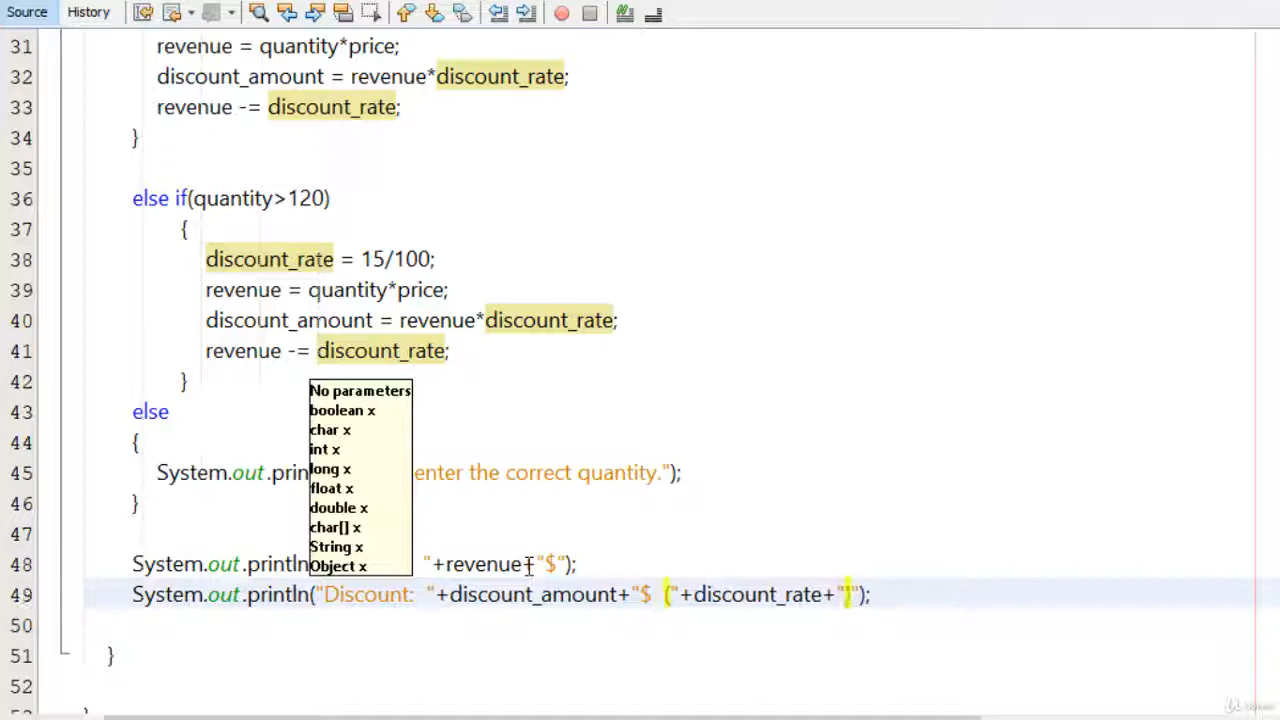 Source History
31 revenue = quantity*price;
32 discount_amount = revenue*discount_rate;
33 revenue -= discount_rate;
34 }
35
36 else if(quantity>120)
37 {
38 discount_rate = 15/100;
39 revenue = quantity*price;
40 discount_amount = revenue*discount_rate;
41 revenue -= discount_rate;
42 }
No parameters
43 else
boolean x
char x
44 {
int x
45 System.out.prin enter the correct quantity.");
long x
float x
46 }
double x
char[] x
47
String x
48 System.out.println "+revenue+"$");
Object x
49 System.out.println("Discount: "+discount_amount+"$ ("+discount_rate+")");
50
51 }
52